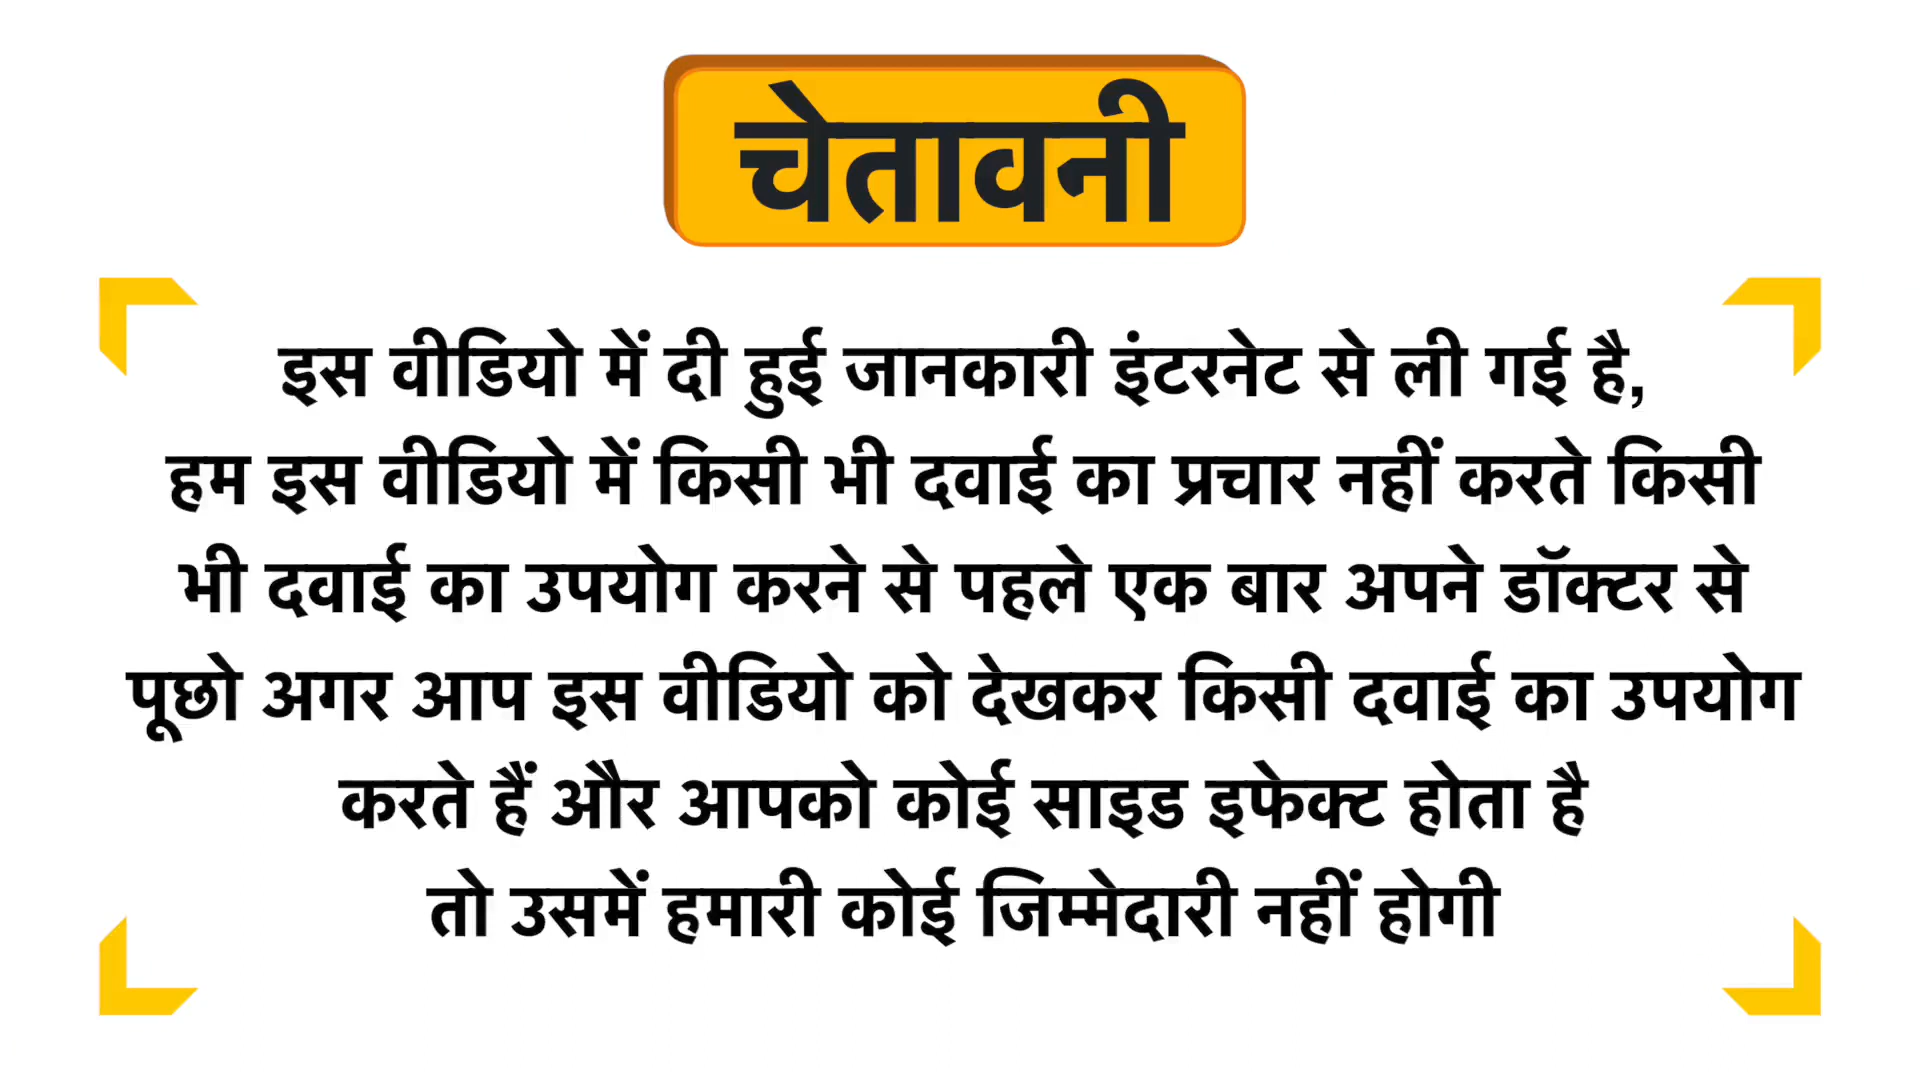 चेतावनी
इस वीडियो में दी हुई जानकारी इंटरनेट से ली गई है,
हम इस वीडियो में किसी भी दवाई का प्रचार नहीं करते किसी
भी दवाई का उपयोग करने से पहले एक बार अपने डॉक्टर से
पूछो अगर आप इस वीडियो को देखकर किसी दवाई का उपयोग
करते हैं और आपको कोई साइड इफेक्ट होता है
तो उसमें हमारी कोई जिम्मेदारी नहीं होगी